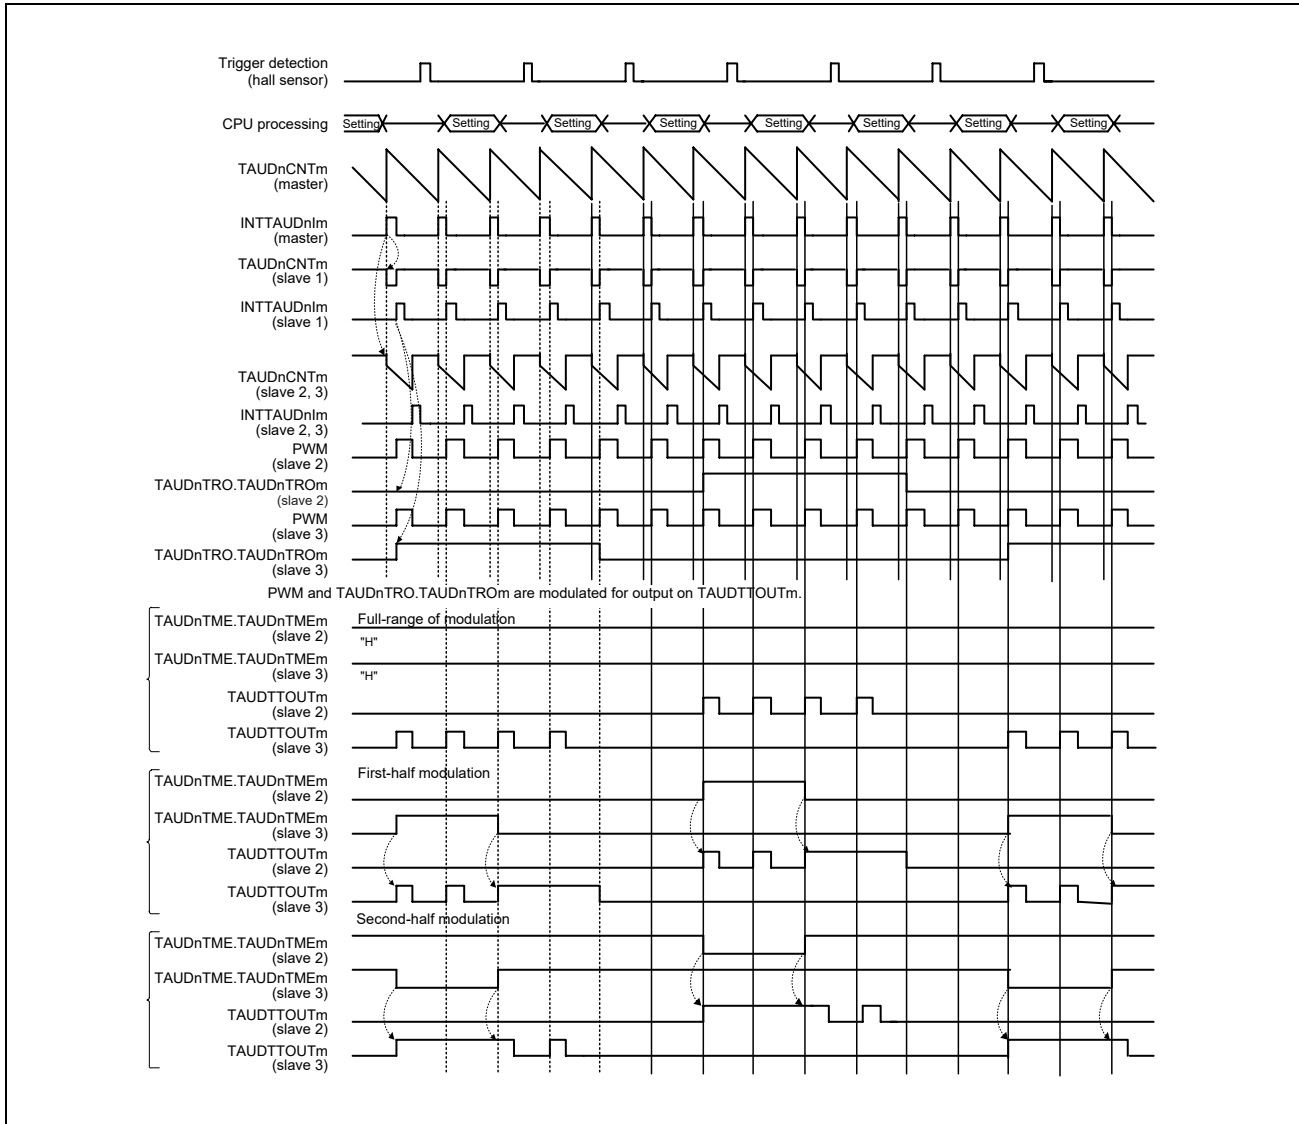 Trigger detection
(hall sensor)
CPU processing
Setting Setting Setting Setting Setting Setting Setting Setting
TAUDnCNTm
(master)
INTTAUDnIm
(master)
TAUDnCNTm
(slave 1)
INTTAUDnIm
(slave 1)
TAUDnCNTm
(slave 2, 3)
INTTAUDnIm
(slave 2, 3)
PWM
(slave 2)
TAUDnTRO.TAUDnTROm
(slave 2)
PWM
(slave 3)
TAUDnTRO.TAUDnTROm
(slave 3)
PWM and TAUDnTRO.TAUDnTROm are modulated for output on TAUDTTOUTm.
Full-range of modulation
TAUDnTME.TAUDnTMEm
(slave 2)
"H"
TAUDnTME.TAUDnTMEm
(slave 3)
"H"
TAUDTTOUTm
(slave 2)
TAUDTTOUTm
(slave 3)
First-half modulation
TAUDnTME.TAUDnTMEm
(slave 2)
TAUDnTME.TAUDnTMEm
(slave 3)
TAUDTTOUTm
(slave 2)
TAUDTTOUTm
(slave 3)
Second-half modulation
TAUDnTME.TAUDnTMEm
(slave 2)
TAUDnTME.TAUDnTMEm
(slave 3)
TAUDTTOUTm
(slave 2)
TAUDTTOUTm
(slave 3)